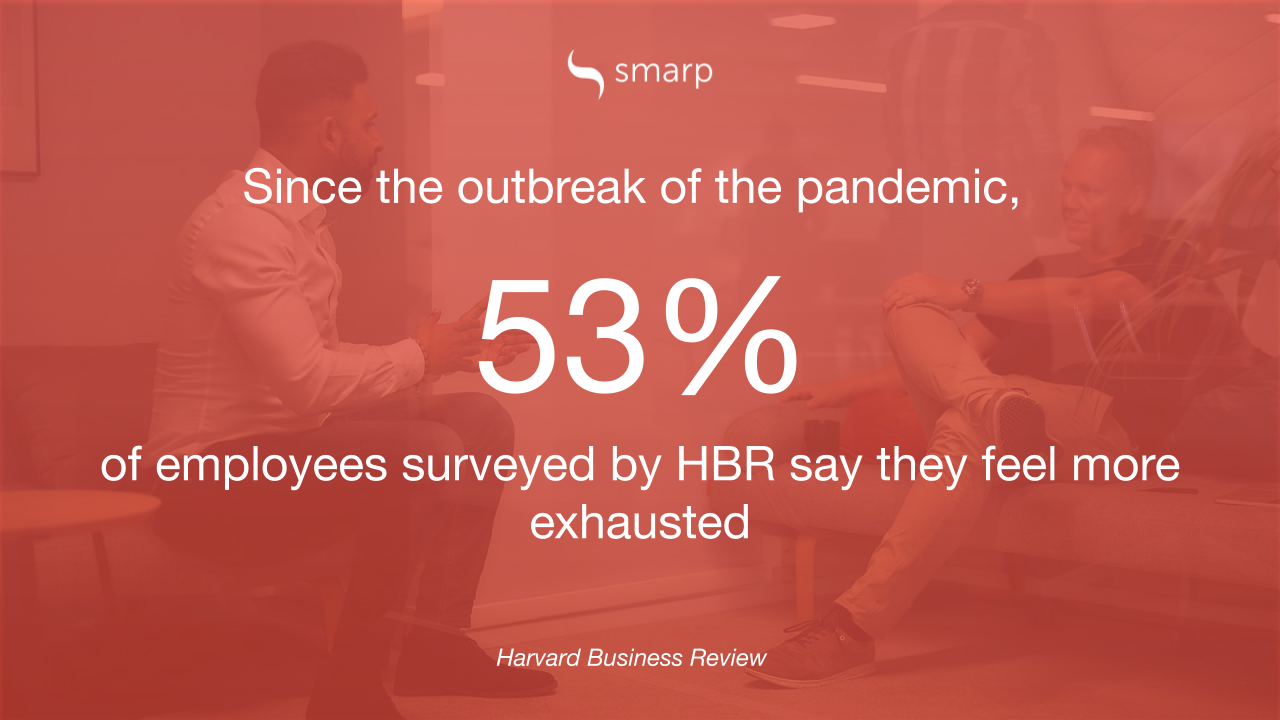 smarp
Since the outbreak of the pandemic,
53%
of employees surveyed by HBR say they feel more
exhausted
Harvard Business Review